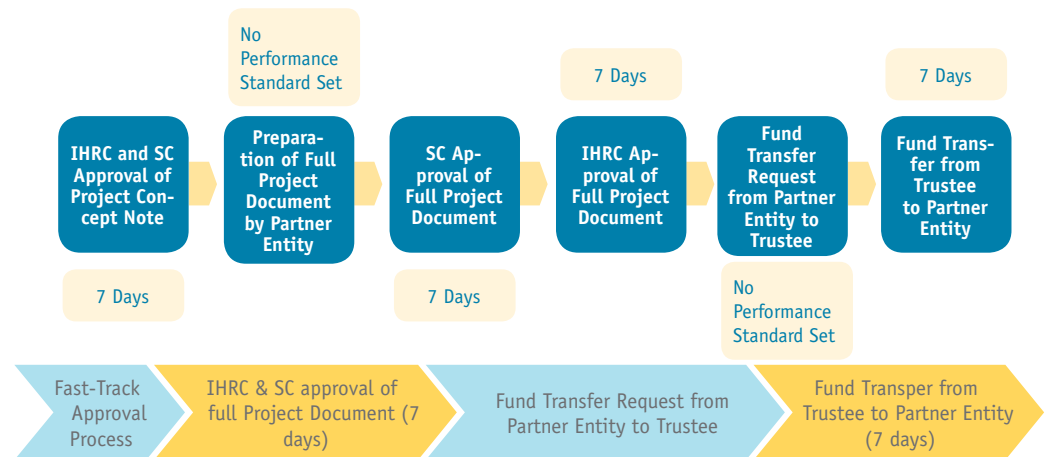 No
Performance
Standard Set
7 Days
7 Days
IHRC and SC
Approval of
Project Con-
cept Note
Prepara-
tion of Full
Project
Document
by Partner
Entity
SC Ap-
proval of
Full Project
Document
IHRC Ap-
proval of
Full Project
Document
Fund
Transfer
Request
from Partner
Entity to
Trustee
Fund Trans-
fer from
Trustee
to Partner
Entity
7 Days
7 Days
No
Performance
Standard Set
Fast-Track
Approval
Process
IHRC & SC approval of
full Project Document (7
days)
Fund Transfer Request from
Partner Entity to Trustee
Fund Transper from
Trustee to Partner Entity
(7 days)